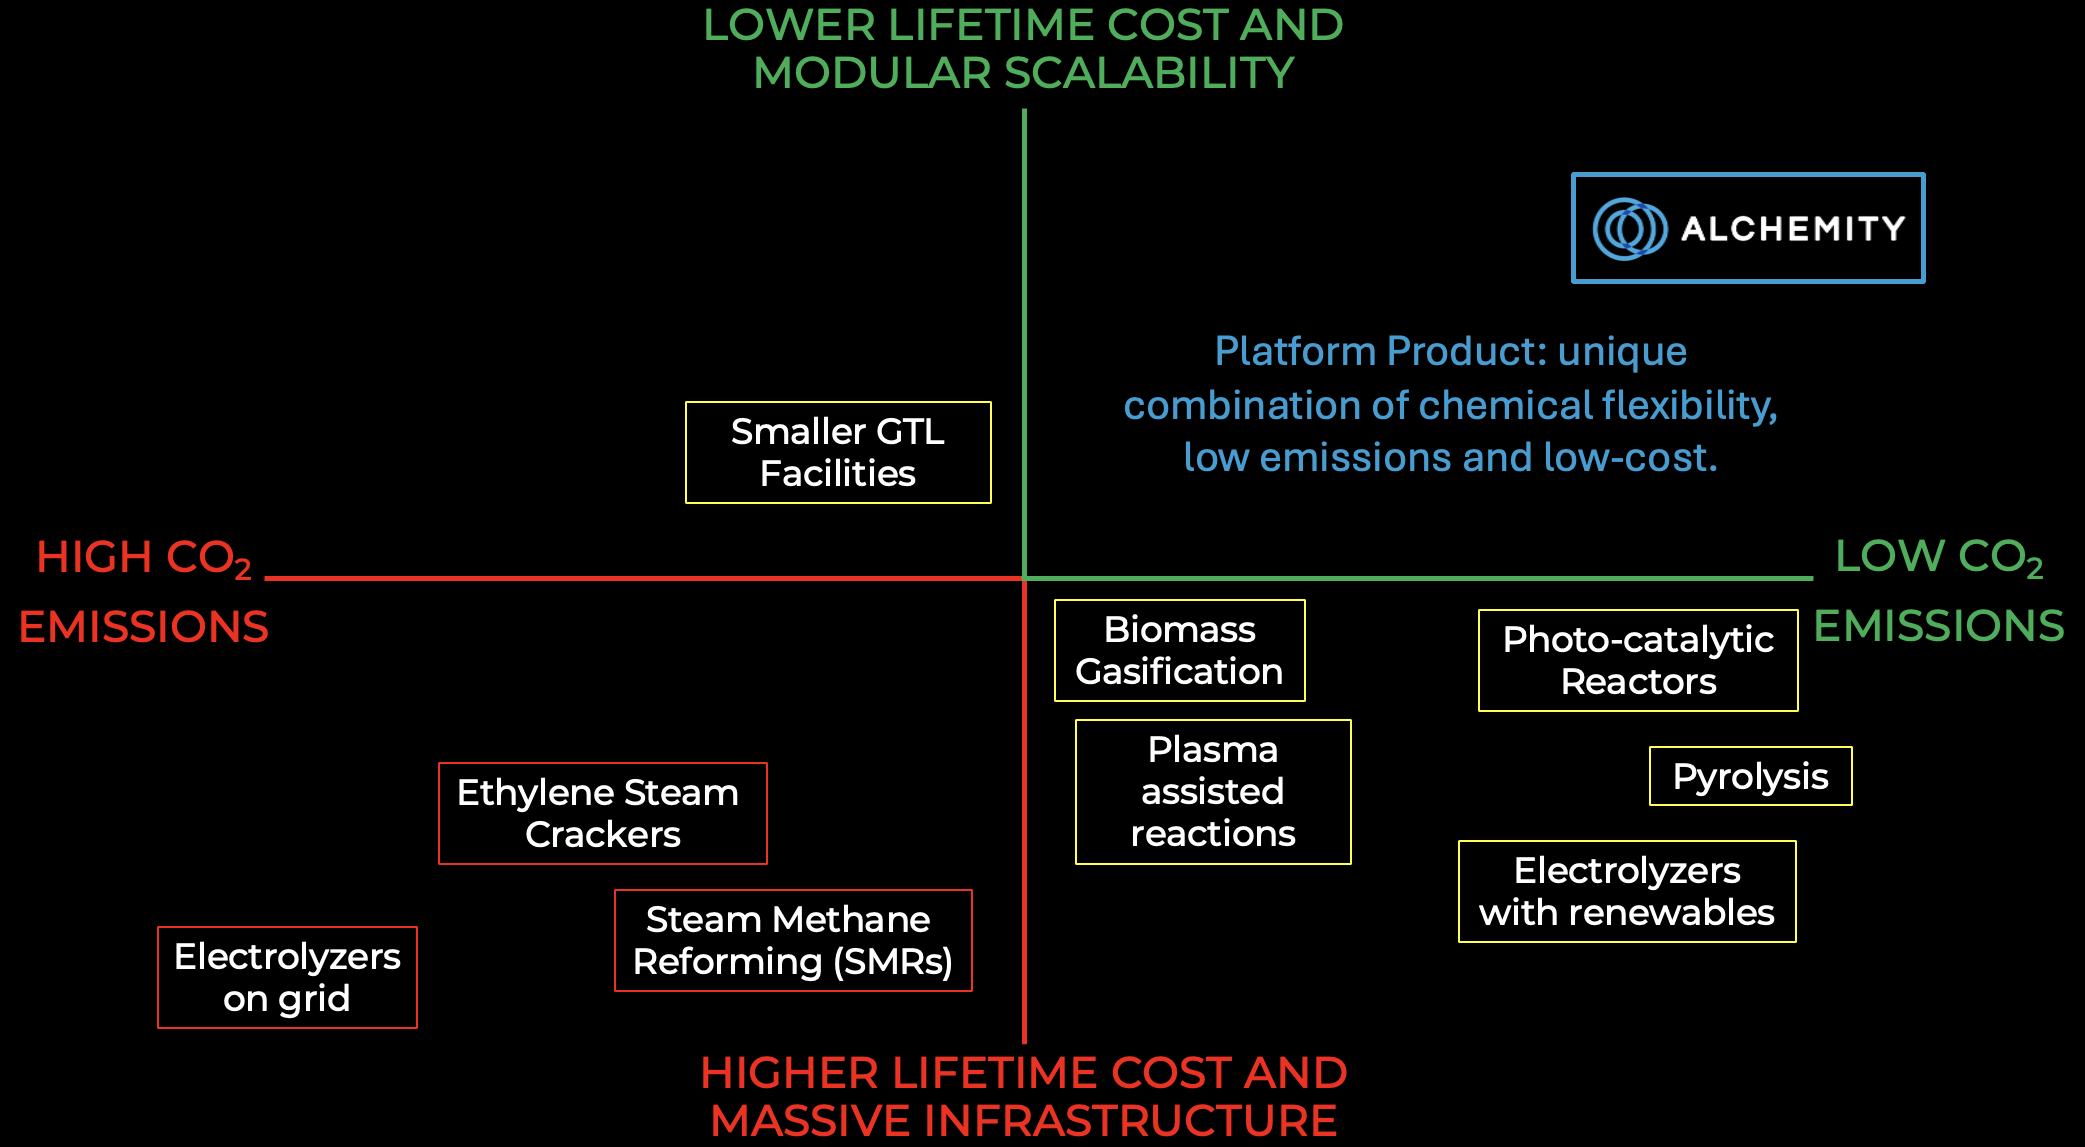 LOWER LIFETIME COST AND
MODULAR SCALABILITY
ALCHEMITY
Platform Product: unique
combination of chemical flexibility,
low emissions and low-cost.
Smaller GTL
Facilities
HIGH CO₂
EMISSIONS
LOW CO₂
EMISSIONS
Biomass
Gasification
Photo-catalytic
Reactors
Plasma
assisted
reactions
Pyrolysis
Ethylene Steam
Crackers
Electrolyzers
with renewables
Steam Methane
Reforming (SMRs)
Electrolyzers
on grid
HIGHER LIFETIME COST AND
MASSIVE INFRASTRUCTURE